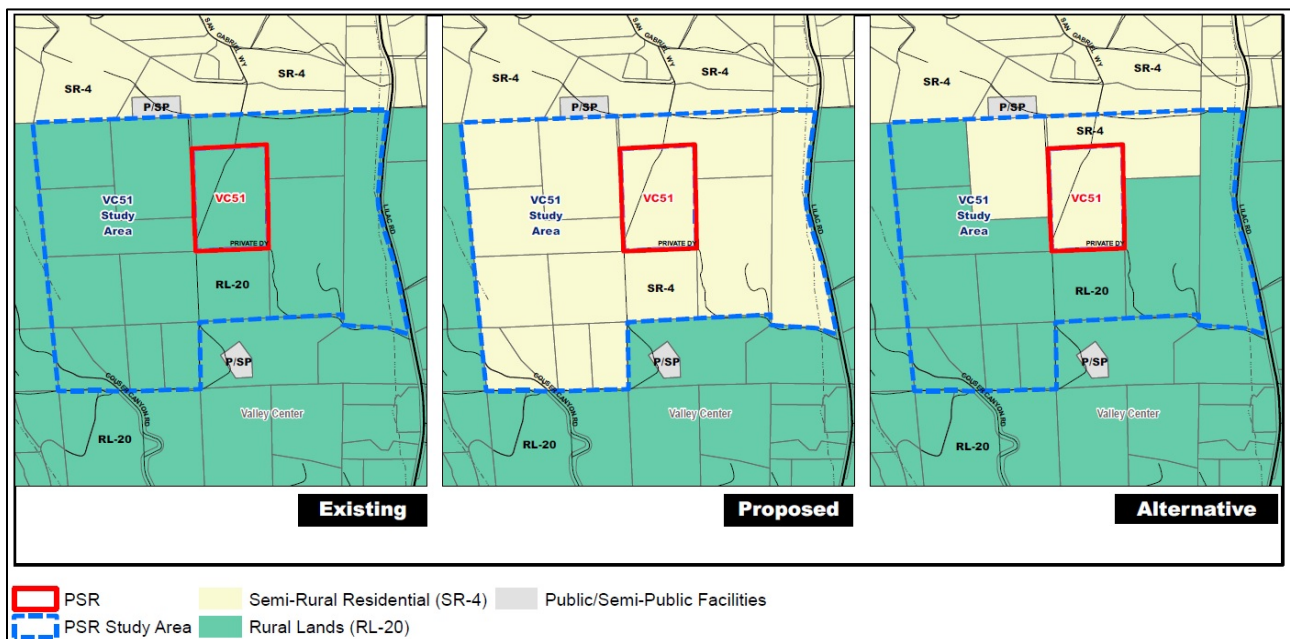 SAN GABRIEL WY
SR-4
SR-4
P/SP
VC51
Study
Area
VC51
LILAC RD
PRIVATE DY
RL-20
P/SP
COUSER CANYON RD
Valley Center
RL-20
Existing
SAN GABRIEL WY
SR-4
SR-4
P/SP
VC51
Study
Area
VC51
LILAC RD
PRIVATE DY
SR-4
P/SP
COUSER CANYON RD
Valley Center
RL-20
Proposed
SAN GABRIEL WY
SR-4
SR-4
P/SP
SR-4
VC51
Study
Area
VC51
LILAC RD
PRIVATE DY
RL-20
P/SP
COUSER CANYON RD
Valley Center
RL-20
Alternative
PSR
Semi-Rural Residential (SR-4)
Public/Semi-Public Facilities
PSR Study Area
Rural Lands (RL-20)